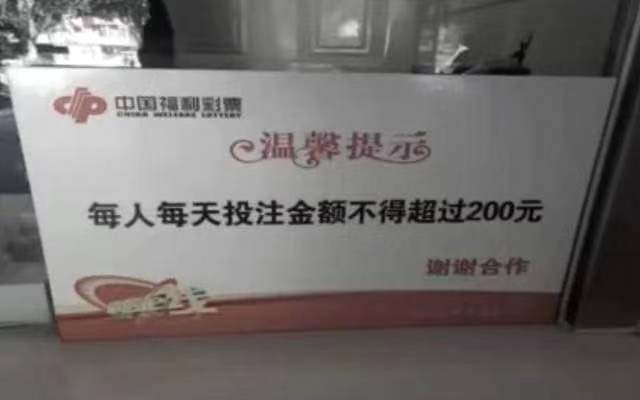 中国福利彩票
CHINA WELFARE LOTTERY
温馨提示
每人每天投注金额不得超过200元
谢谢合作